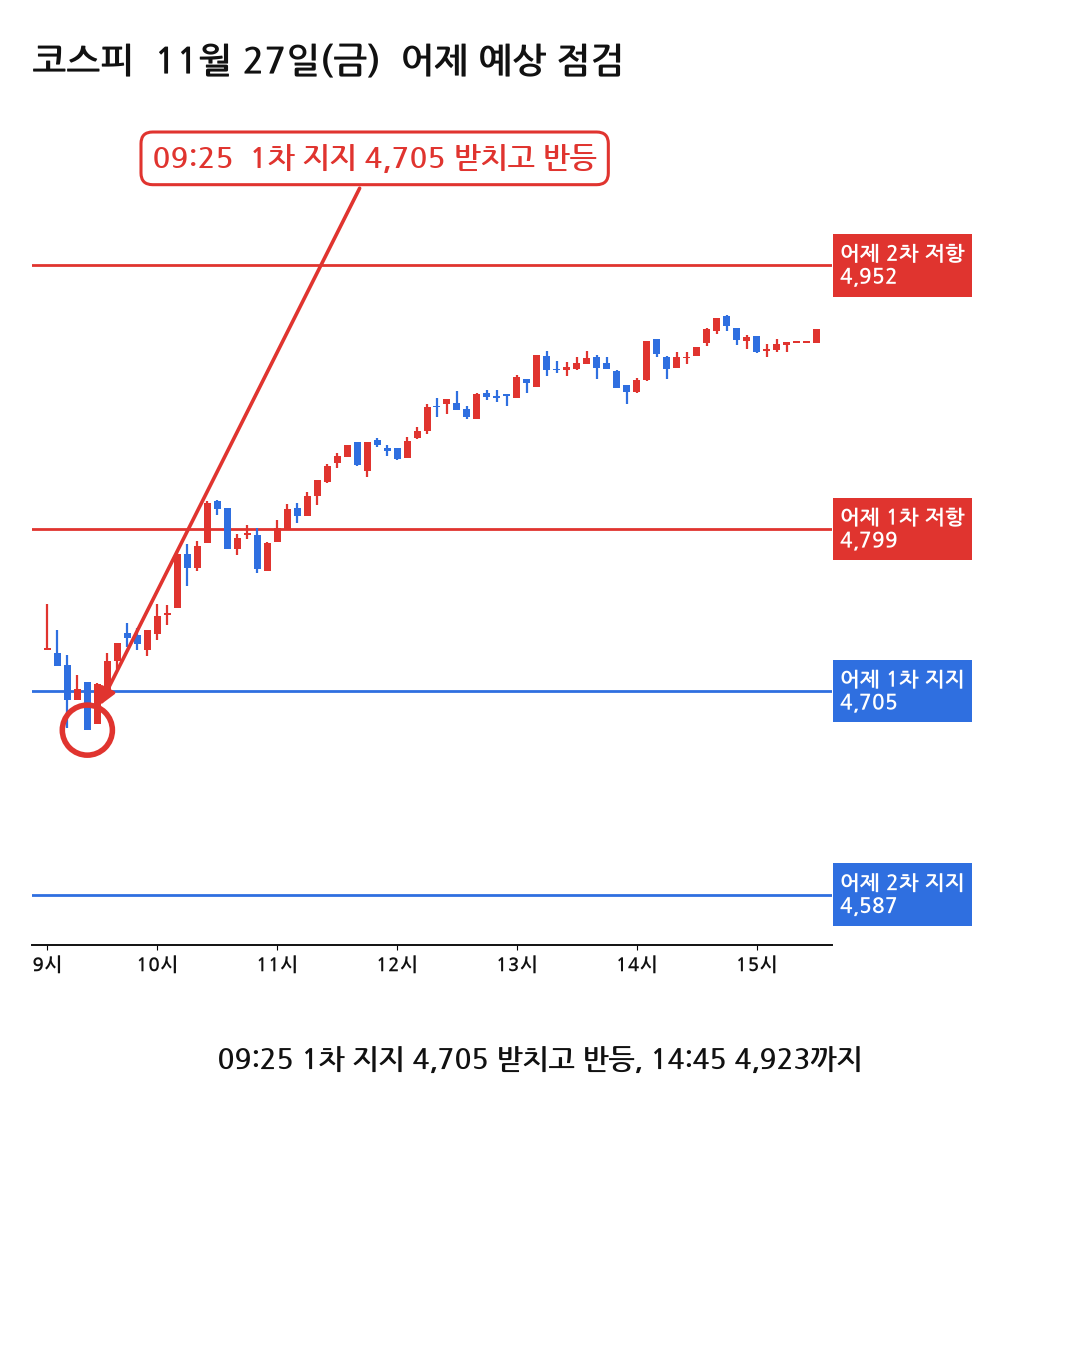 코스피 11월 27일(금) 어제 예상 점검
09:25 1차 지지 4,705 받치고 반등
어제 2차 저항
4,952
어제 1차 저항
4,799
어제 1차 지지
4,705
어제 2차 지지
4,587
9시 10시 11시 12시 13시 14시 15시
09:25 1차 지지 4,705 받치고 반등, 14:45 4,923까지